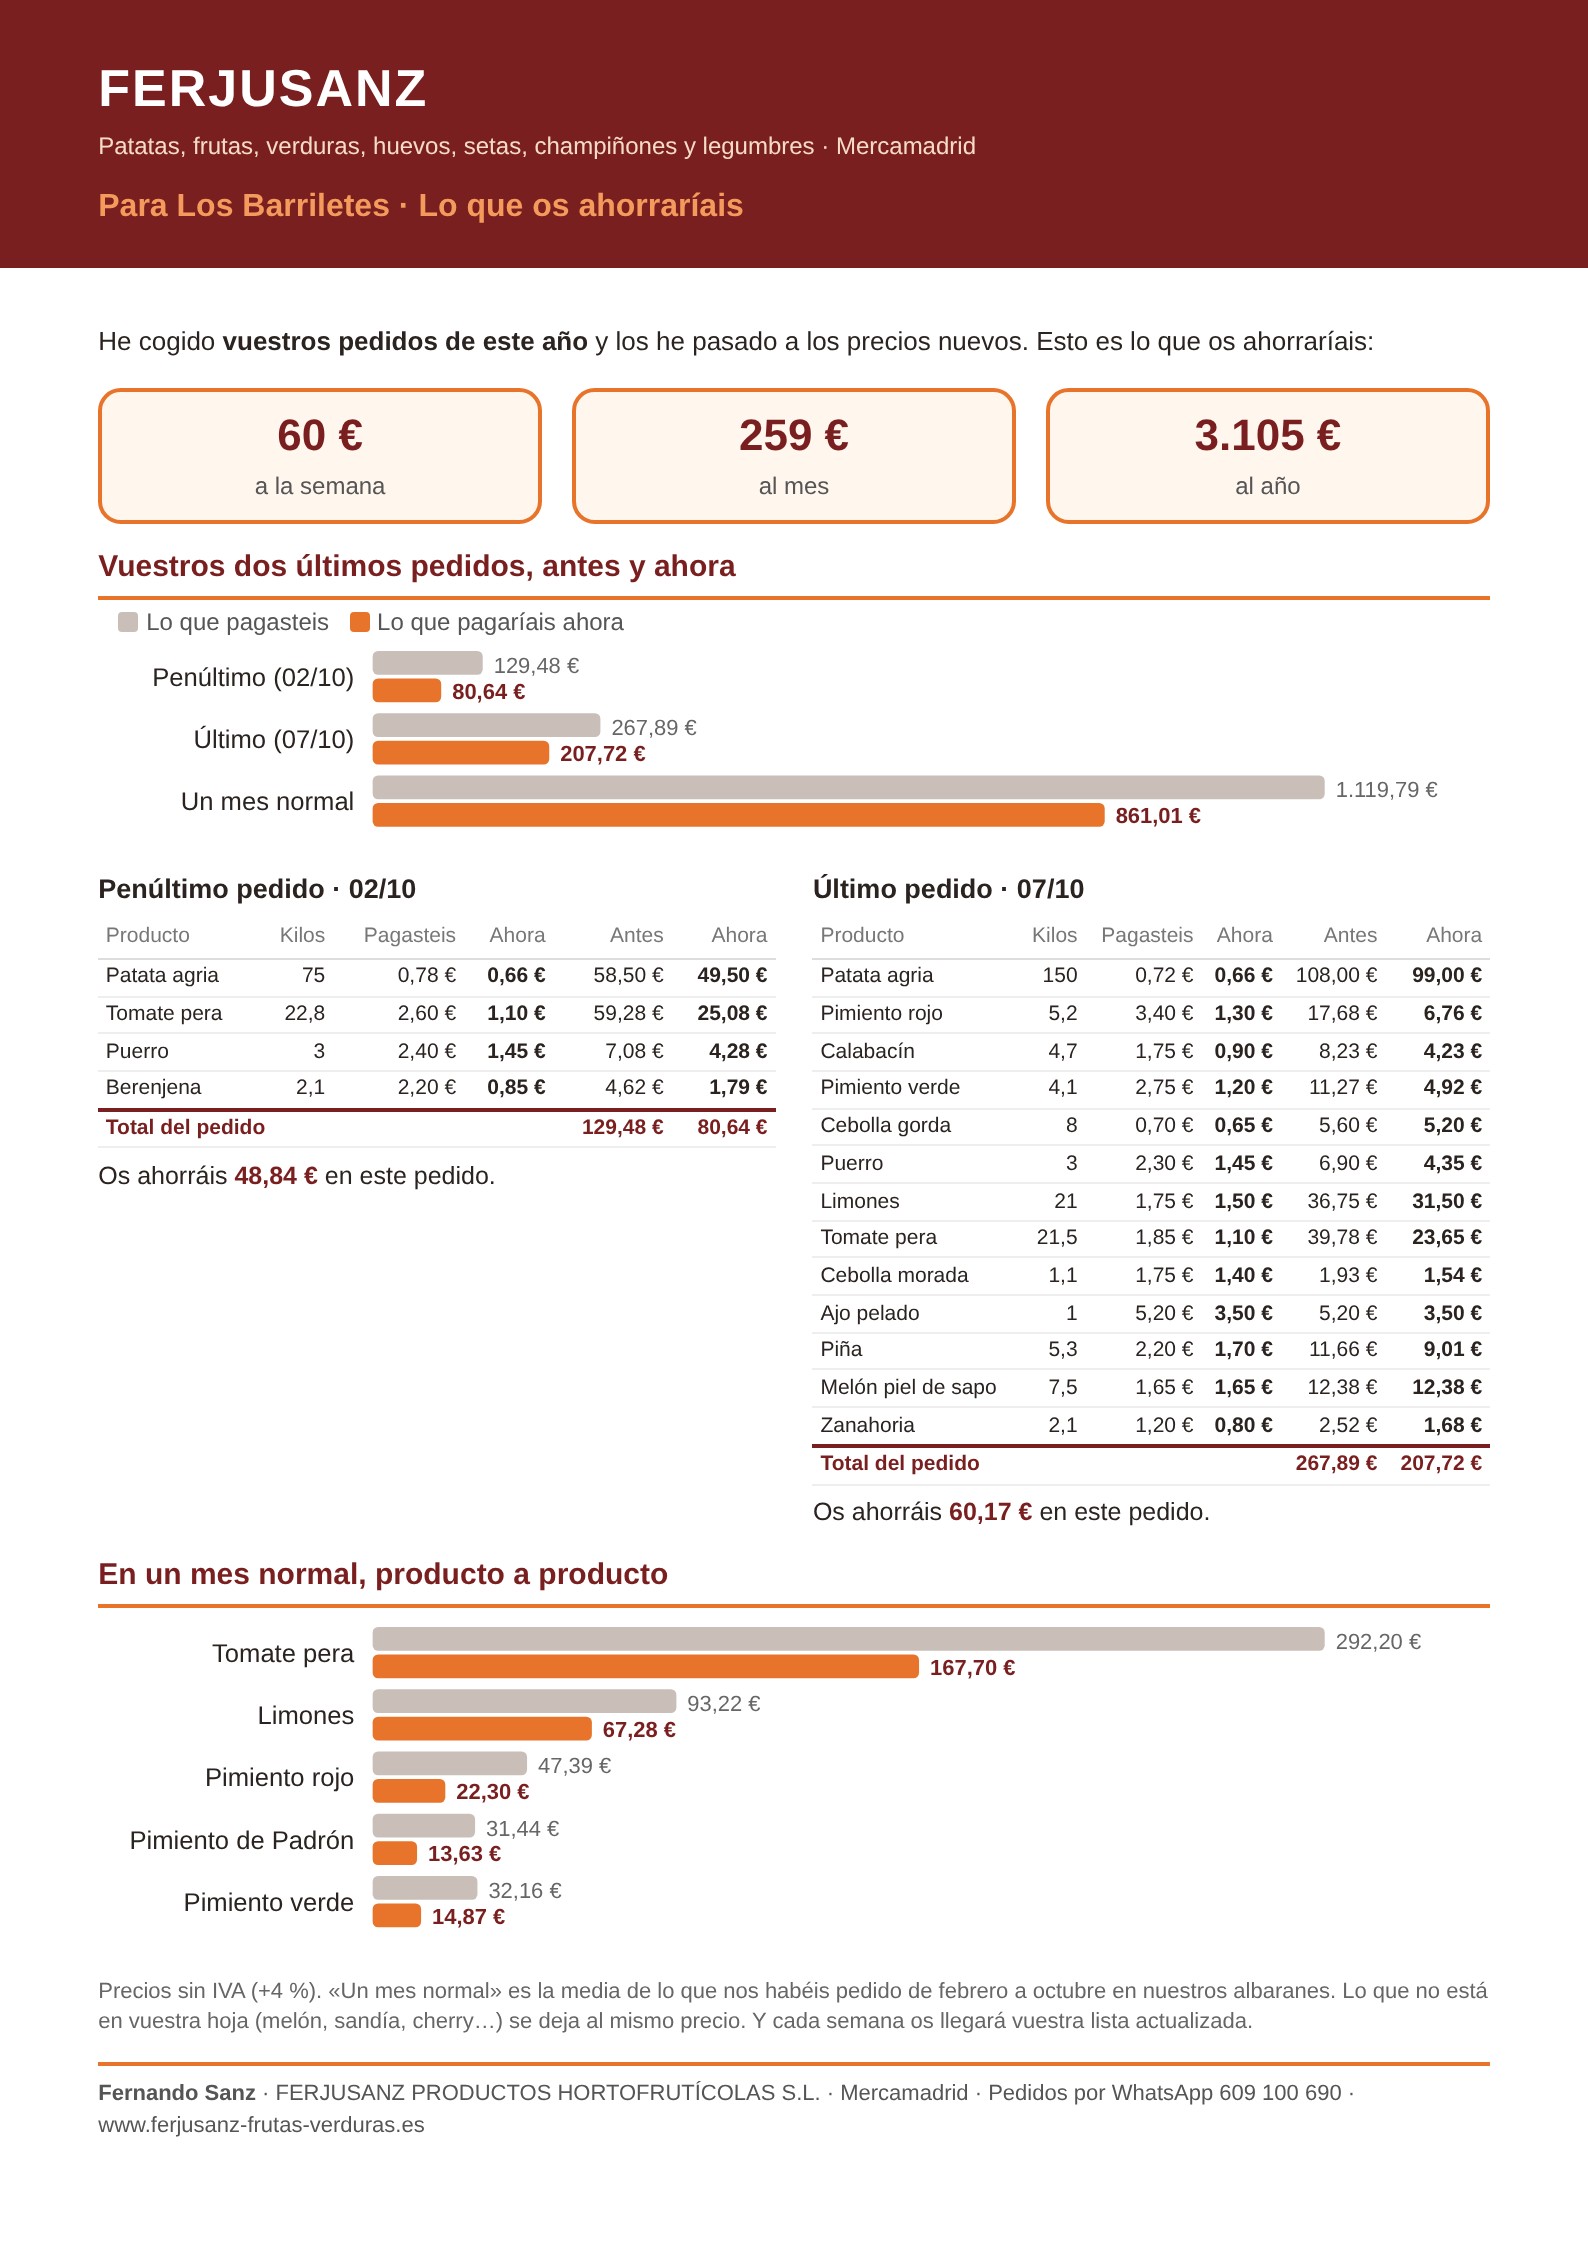 FERJUSANZ
Patatas, frutas, verduras, huevos, setas, champiñones y legumbres · Mercamadrid
Para Los Barriletes · Lo que os ahorraríais
He cogido vuestros pedidos de este año y los he pasado a los precios nuevos. Esto es lo que os ahorraríais:
60 € 259 € 3.105 €
a la semana al mes al año
Vuestros dos últimos pedidos, antes y ahora
Lo que pagasteis Lo que pagaríais ahora
Penúltimo (02/10) 129,48 €
80,64 €
Último (07/10) 267,89 €
207,72 €
Un mes normal 1.119,79 €
861,01 €
Penúltimo pedido · 02/10
Producto Kilos Pagasteis Ahora Antes Ahora
Patata agria 75 0,78 € 0,66 € 58,50 € 49,50 €
Tomate pera 22,8 2,60 € 1,10 € 59,28 € 25,08 €
Puerro 3 2,40 € 1,45 € 7,08 € 4,28 €
Berenjena 2,1 2,20 € 0,85 € 4,62 € 1,79 €
Total del pedido 129,48 € 80,64 €
Os ahorráis 48,84 € en este pedido.
Último pedido · 07/10
Producto Kilos Pagasteis Ahora Antes Ahora
Patata agria 150 0,72 € 0,66 € 108,00 € 99,00 €
Pimiento rojo 5,2 3,40 € 1,30 € 17,68 € 6,76 €
Calabacín 4,7 1,75 € 0,90 € 8,23 € 4,23 €
Pimiento verde 4,1 2,75 € 1,20 € 11,27 € 4,92 €
Cebolla gorda 8 0,70 € 0,65 € 5,60 € 5,20 €
Puerro 3 2,30 € 1,45 € 6,90 € 4,35 €
Limones 21 1,75 € 1,50 € 36,75 € 31,50 €
Tomate pera 21,5 1,85 € 1,10 € 39,78 € 23,65 €
Cebolla morada 1,1 1,75 € 1,40 € 1,93 € 1,54 €
Ajo pelado 1 5,20 € 3,50 € 5,20 € 3,50 €
Piña 5,3 2,20 € 1,70 € 11,66 € 9,01 €
Melón piel de sapo 7,5 1,65 € 1,65 € 12,38 € 12,38 €
Zanahoria 2,1 1,20 € 0,80 € 2,52 € 1,68 €
Total del pedido 267,89 € 207,72 €
Os ahorráis 60,17 € en este pedido.
En un mes normal, producto a producto
Tomate pera 292,20 €
167,70 €
Limones 93,22 €
67,28 €
Pimiento rojo 47,39 €
22,30 €
Pimiento de Padrón 31,44 €
13,63 €
Pimiento verde 32,16 €
14,87 €
Precios sin IVA (+4 %). «Un mes normal» es la media de lo que nos habéis pedido de febrero a octubre en nuestros albaranes. Lo que no está
en vuestra hoja (melón, sandía, cherry…) se deja al mismo precio. Y cada semana os llegará vuestra lista actualizada.
Fernando Sanz · FERJUSANZ PRODUCTOS HORTOFRUTÍCOLAS S.L. · Mercamadrid · Pedidos por WhatsApp 609 100 690 ·
www.ferjusanz-frutas-verduras.es